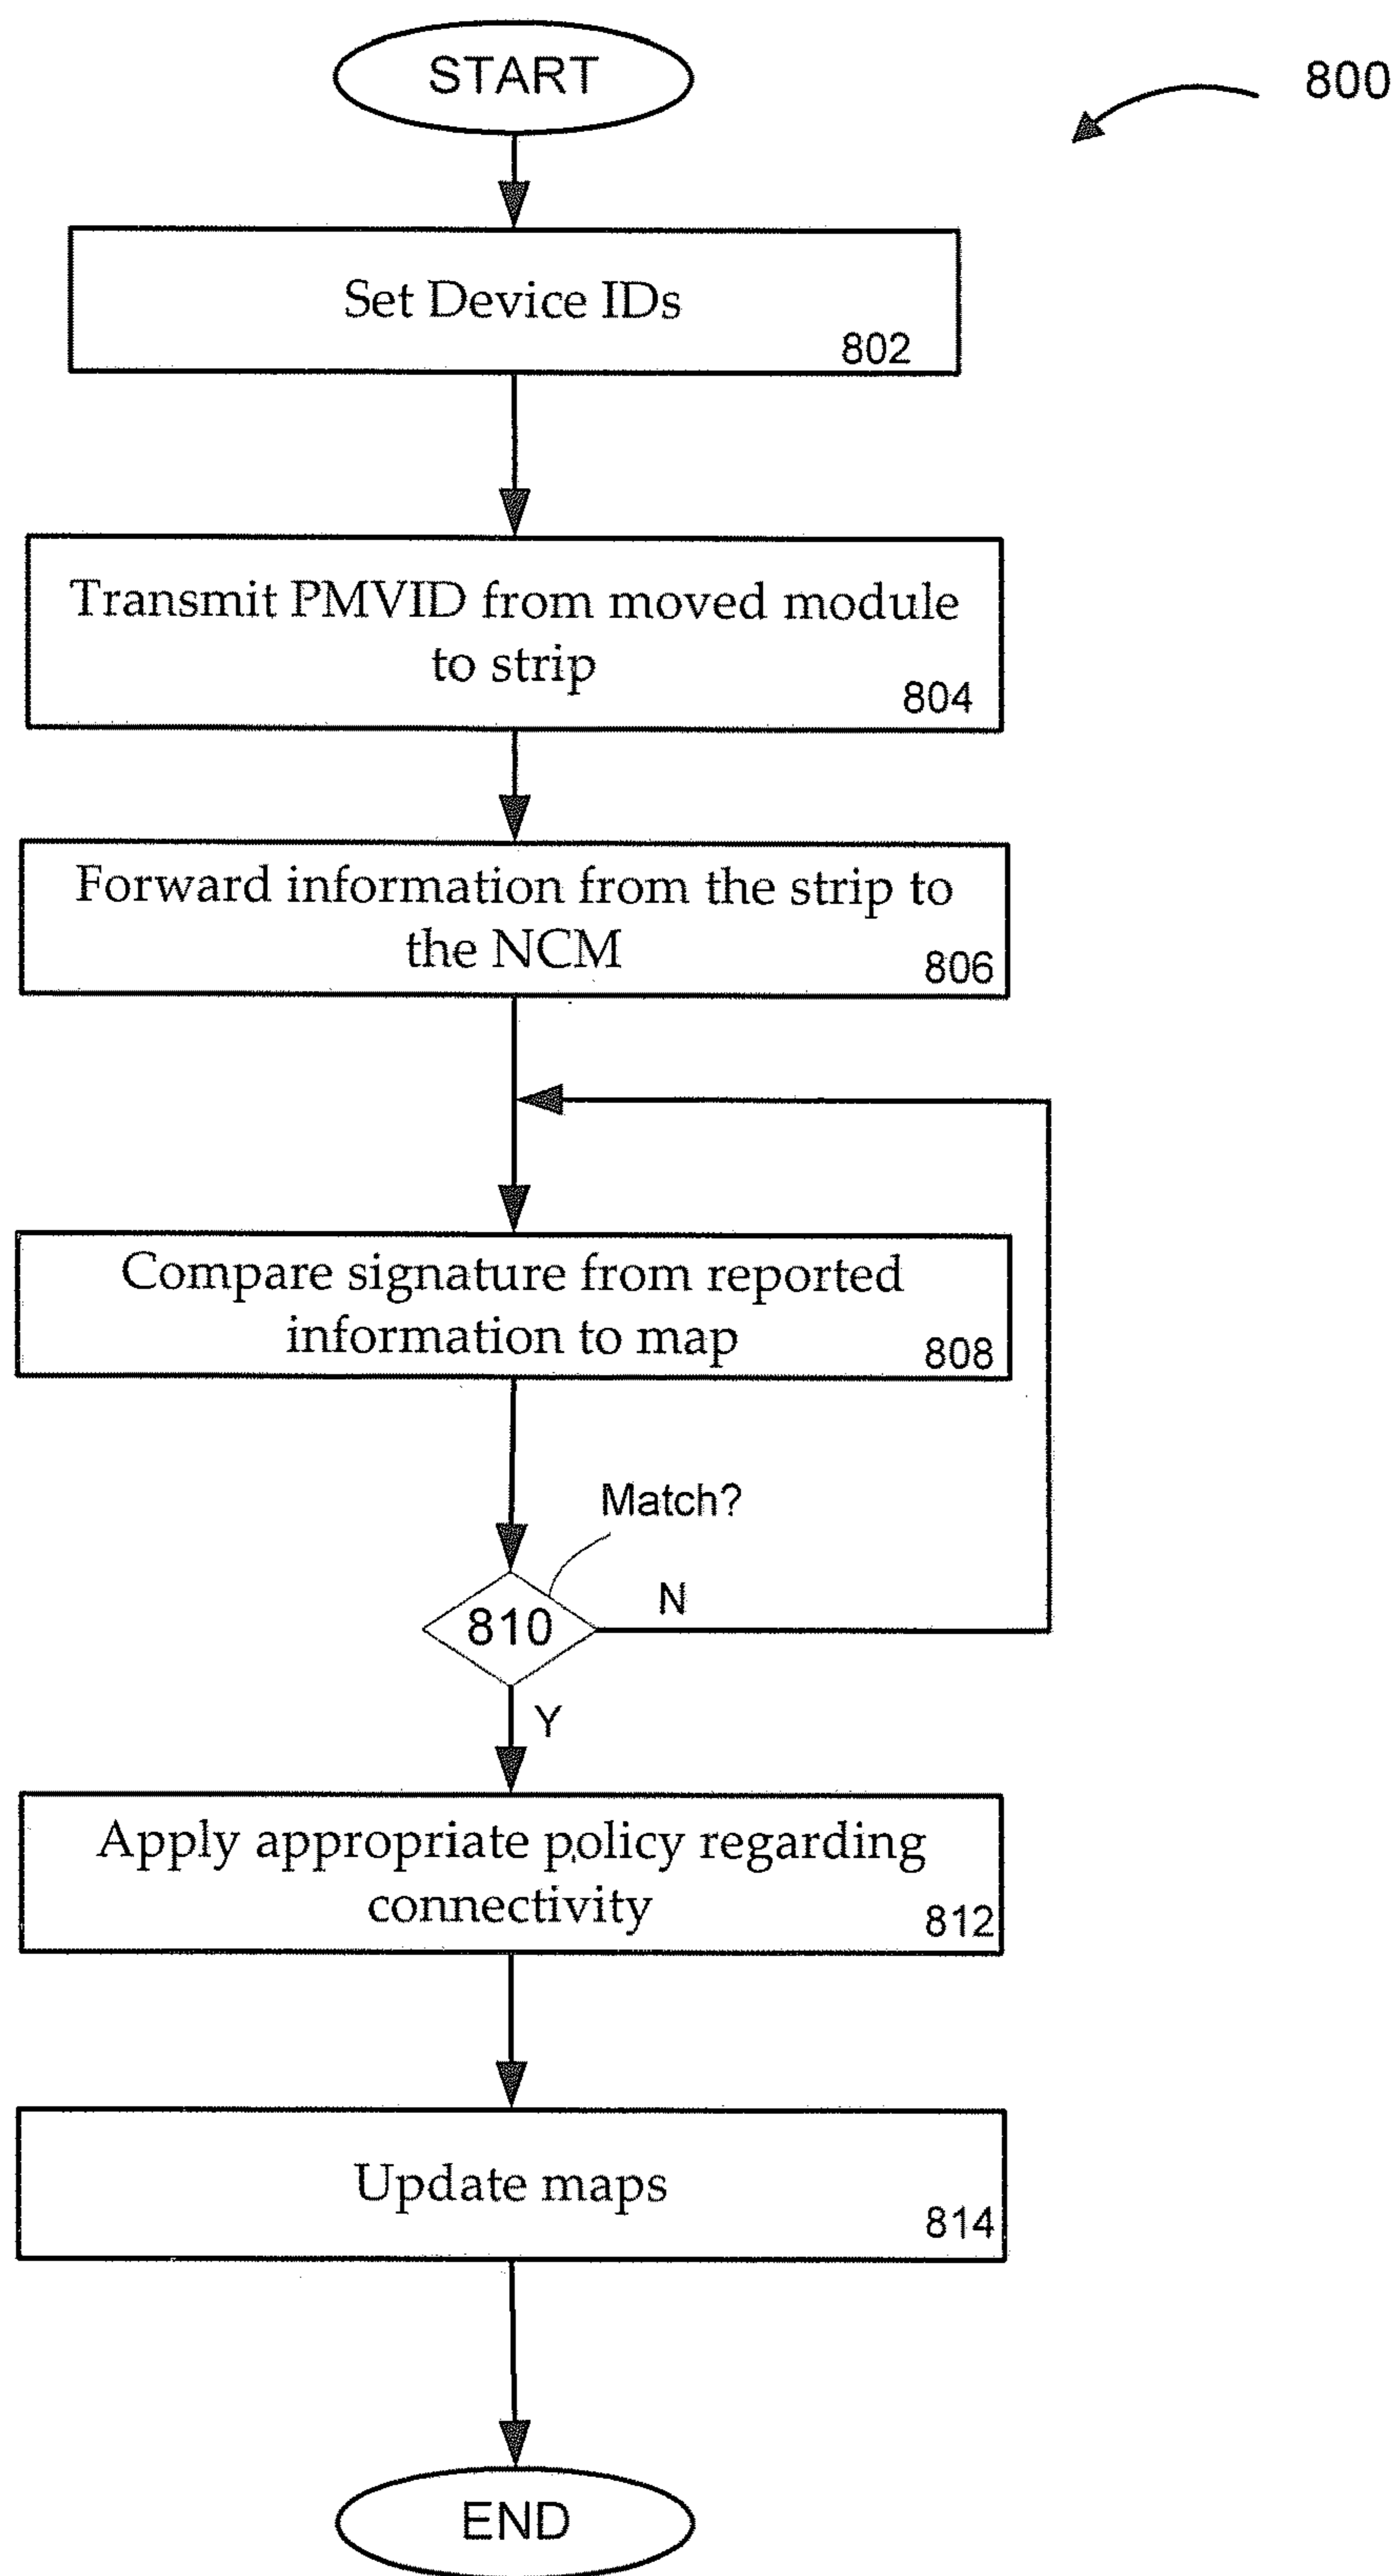 START
800
Set Device IDs
802
Transmit PMVID from moved module
to strip
804
Forward information from the strip to
the NCM
806
Compare signature from reported
information to map
808
Match?
810
N
Y
Apply appropriate policy regarding
connectivity
812
Update maps
814
END